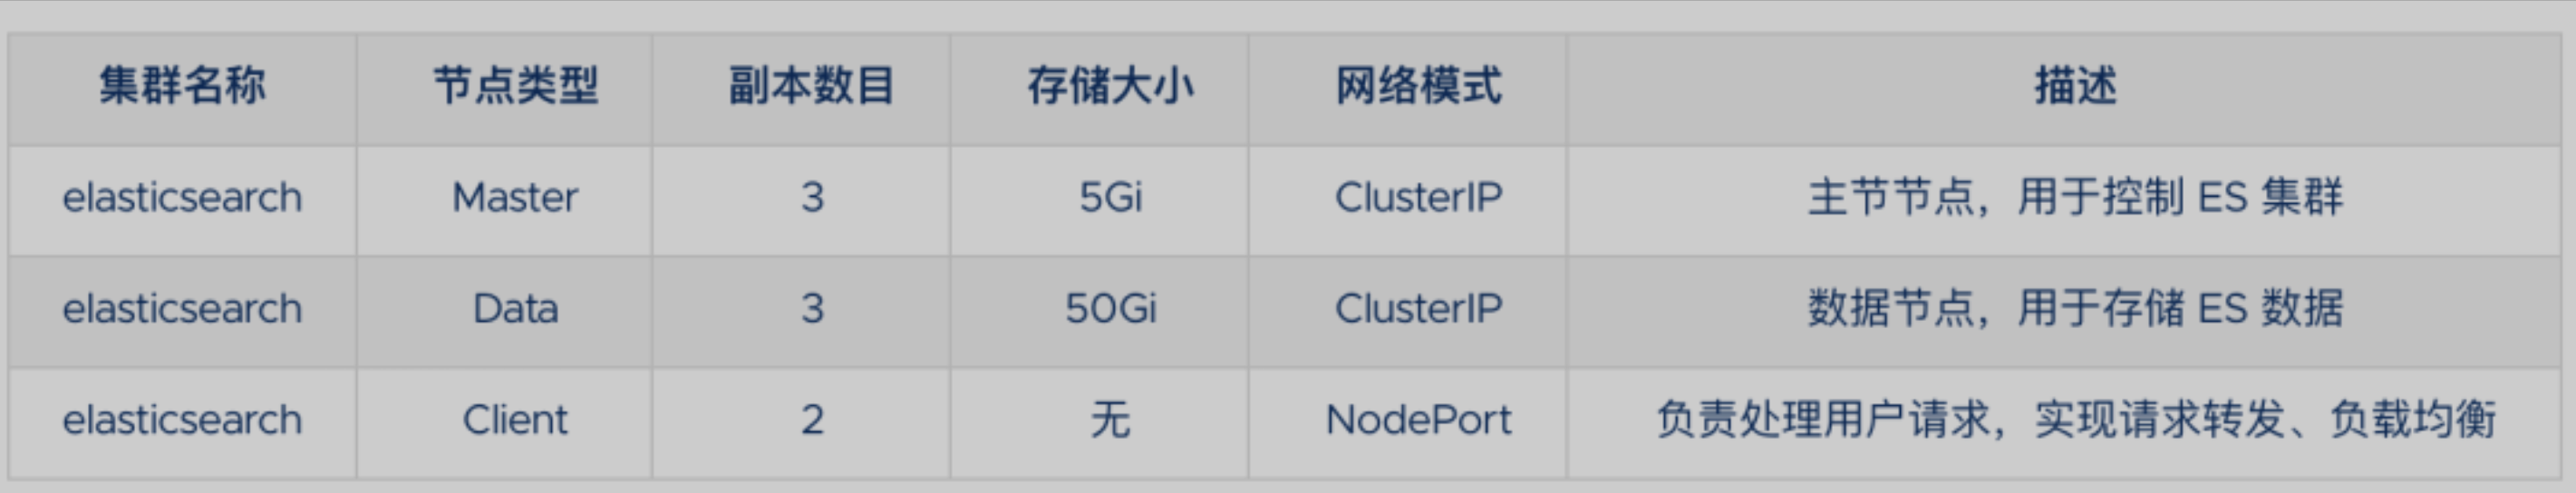 集群名称 节点类型 副本数目 存储大小 网络模式 描述
elasticsearch Master 3 5Gi ClusterIP 主节节点，用于控制 ES 集群
elasticsearch Data 3 50Gi ClusterIP 数据节点，用于存储 ES 数据
elasticsearch Client 2 无 NodePort 负责处理用户请求，实现请求转发、负载均衡